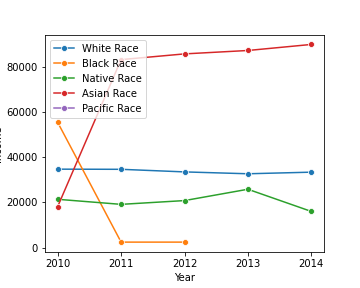 White Race
Black Race
Native Race
Asian Race
Pacific Race
80000
60000
40000
20000
0
2010 2011 2012 2013 2014
Year